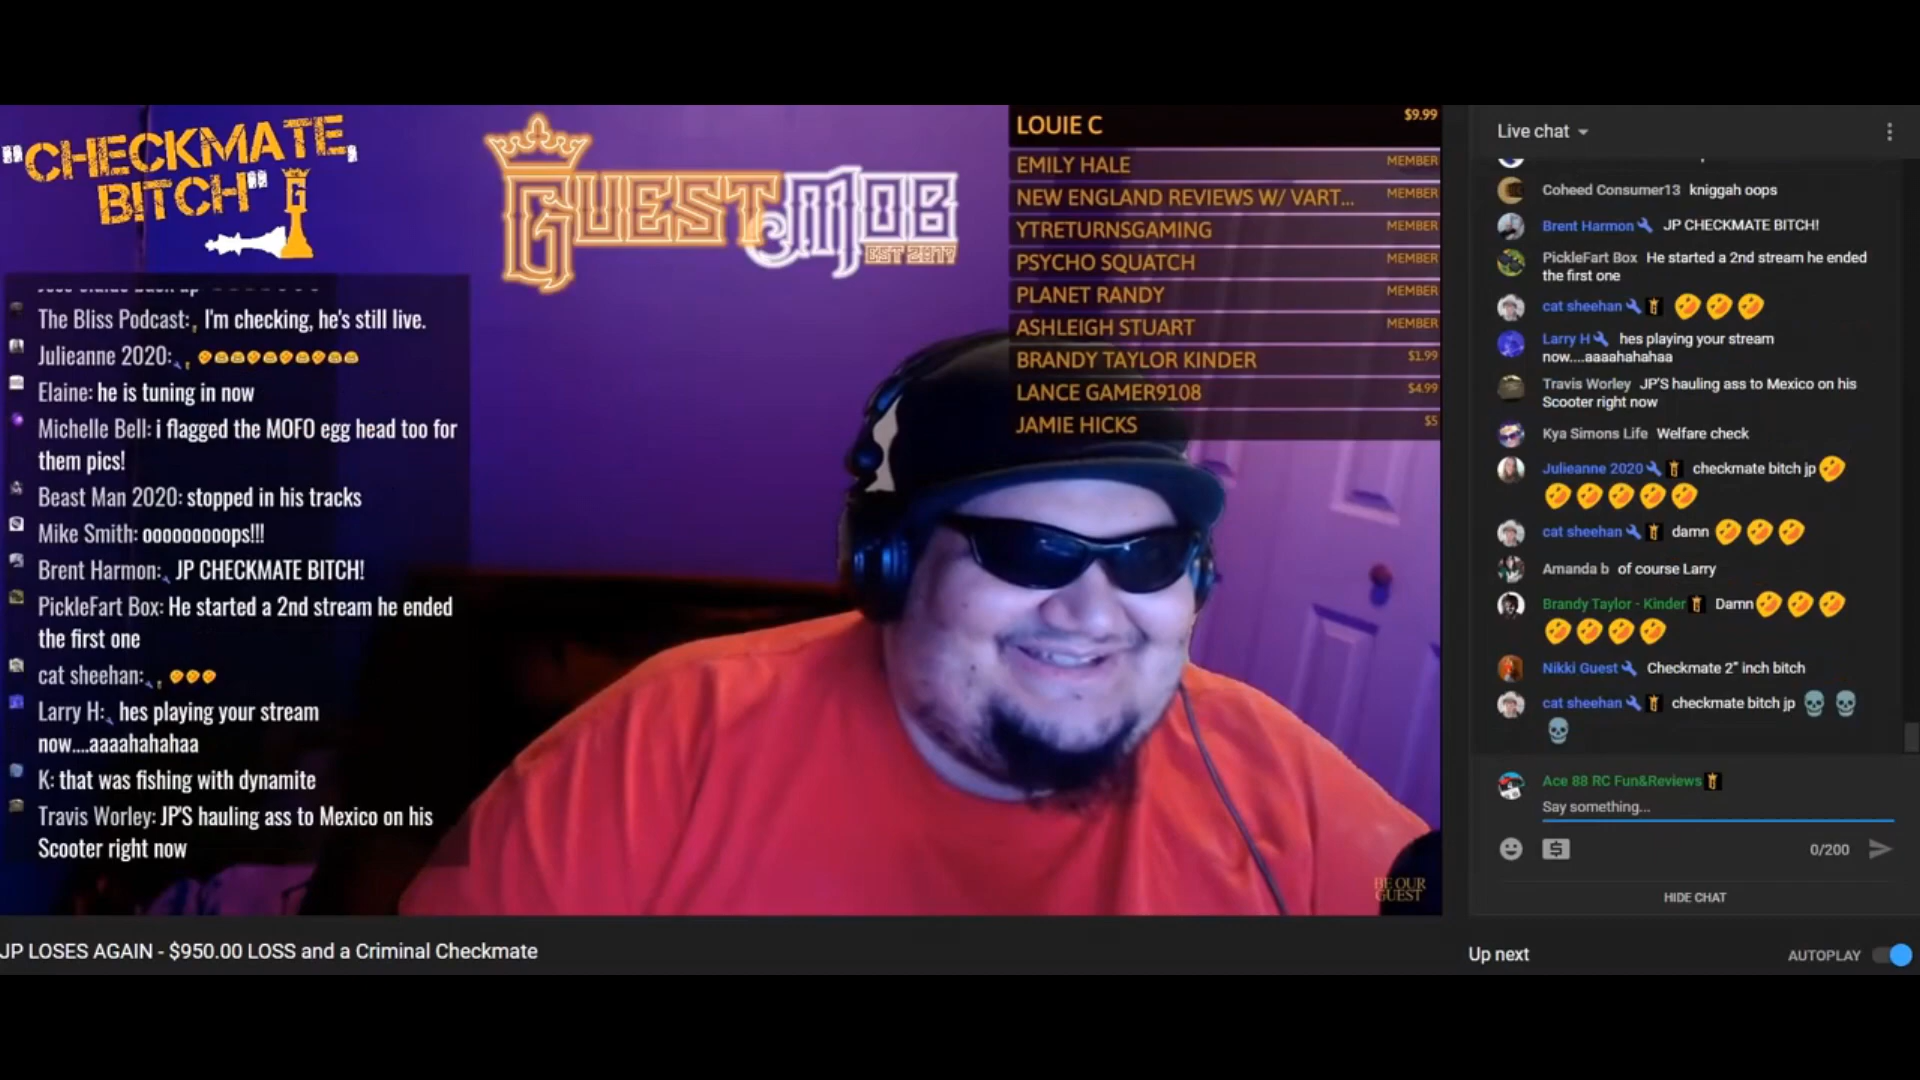 "CHECKMATE,
BITCH"
G
GUESTMOB
EST 2017
LOUIE C $9.99
EMILY HALE MEMBER
NEW ENGLAND REVIEWS W/ VART... MEMBER
YTRETURNSGAMING MEMBER
PSYCHO SQUATCH MEMBER
PLANET RANDY MEMBER
ASHLEIGH STUART MEMBER
BRANDY TAYLOR KINDER $1.99
LANCE GAMER9108 $4.99
JAMIE HICKS $5
The Bliss Podcast: I'm checking, he's still live.
Julieanne 2020:
Elaine: he is tuning in now
Michelle Bell: i flagged the MOFO egg head too for
them pics!
Beast Man 2020: stopped in his tracks
Mike Smith: ooooooooops!!!
Brent Harmon: JP CHECKMATE BITCH!
PickleFart Box: He started a 2nd stream he ended
the first one
cat sheehan:
Larry H: hes playing your stream
now....aaaahahahaa
K: that was fishing with dynamite
Travis Worley: JP'S hauling ass to Mexico on his
Scooter right now
BE OUR
GUEST
JP LOSES AGAIN - $950.00 LOSS and a Criminal Checkmate
Live chat
Coheed Consumer13 kniggah oops
Brent Harmon JP CHECKMATE BITCH!
PickleFart Box He started a 2nd stream he ended
the first one
cat sheehan
Larry H hes playing your stream
now....aaaahahahaa
Travis Worley JP'S hauling ass to Mexico on his
Scooter right now
Kya Simons Life Welfare check
Julieanne 2020 checkmate bitch jp
cat sheehan damn
Amanda b of course Larry
Brandy Taylor - Kinder Damn
Nikki Guest Checkmate 2" inch bitch
cat sheehan checkmate bitch jp
Ace 88 RC Fun&Reviews
Say something...
0/200
HIDE CHAT
Up next
AUTOPLAY